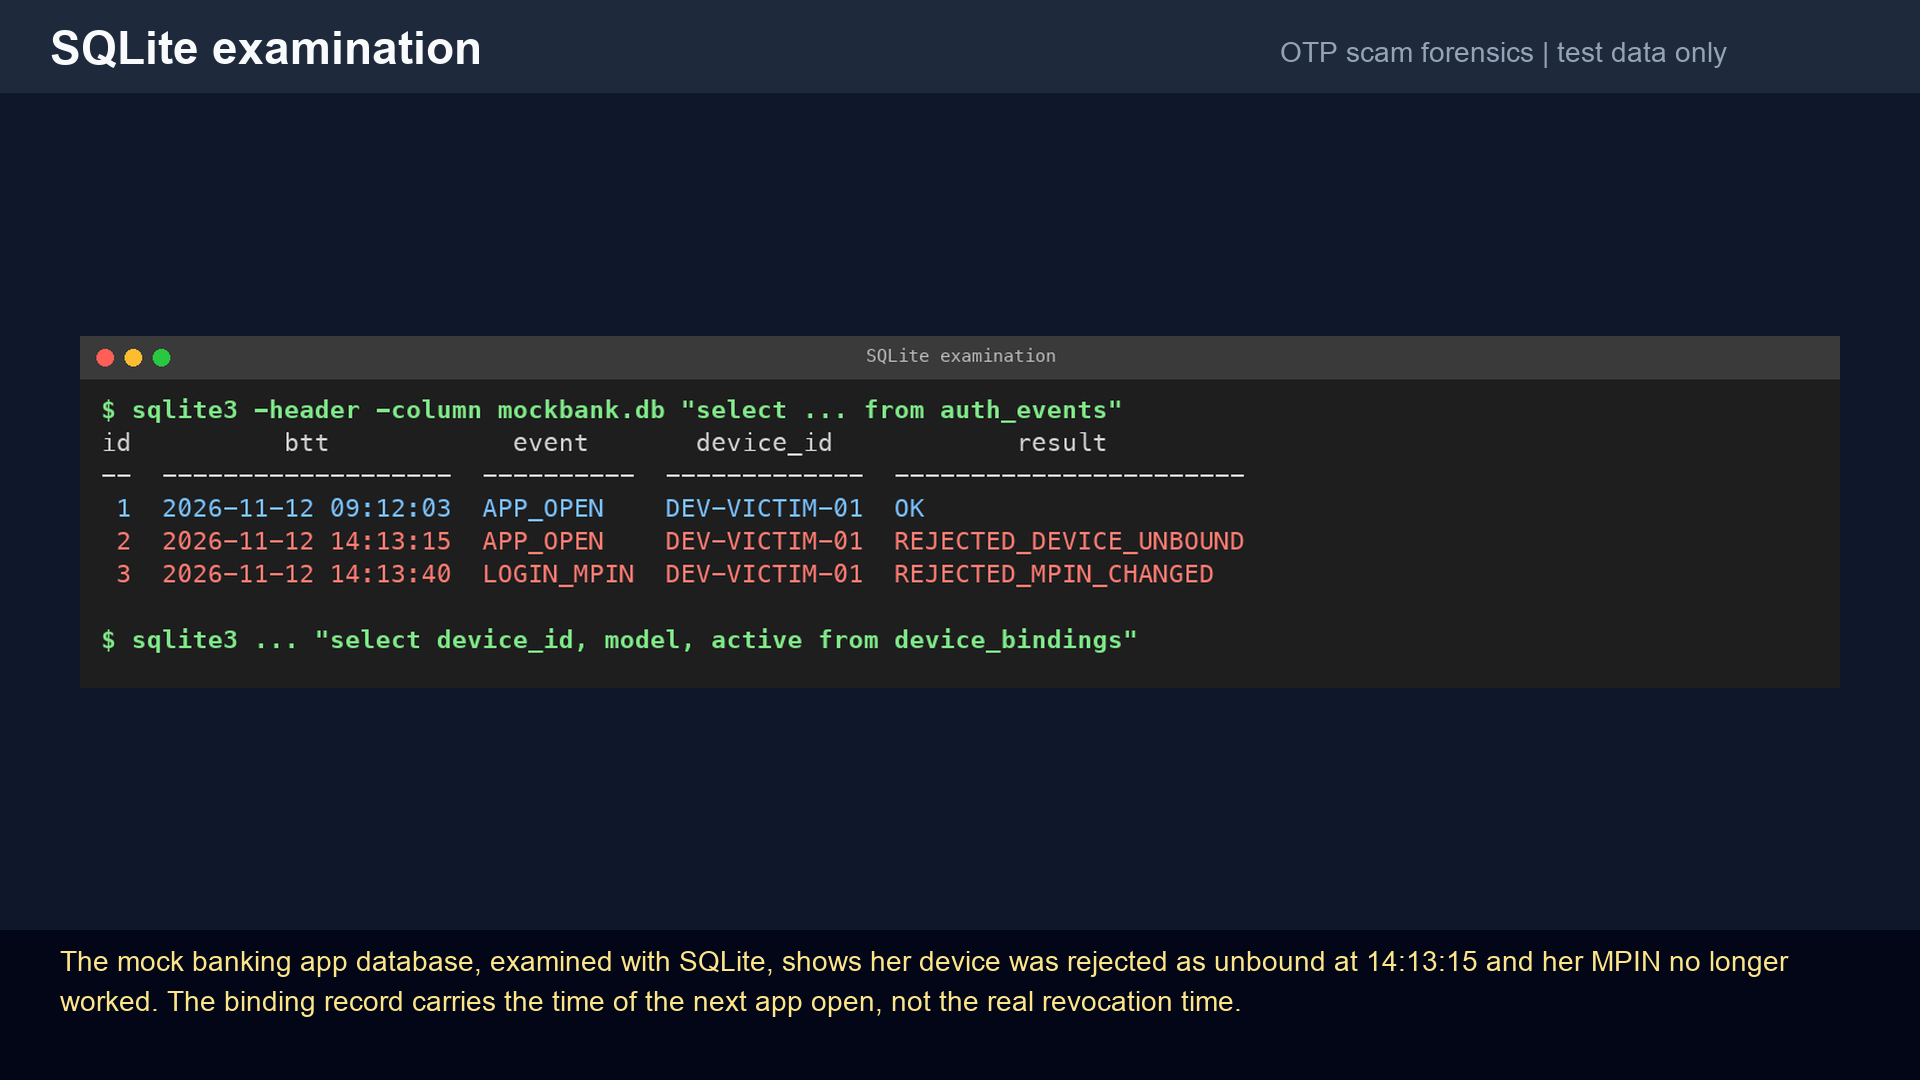 SQLite examination
OTP scam forensics | test data only
SQLite examination
$ sqlite3 -header -column mockbank.db "select ... from auth_events"
id          btt            event       device_id            result
--  -------------------  ----------  -------------  -----------------------
 1  2026-11-12 09:12:03  APP_OPEN    DEV-VICTIM-01  OK
 2  2026-11-12 14:13:15  APP_OPEN    DEV-VICTIM-01  REJECTED_DEVICE_UNBOUND
 3  2026-11-12 14:13:40  LOGIN_MPIN  DEV-VICTIM-01  REJECTED_MPIN_CHANGED
$ sqlite3 ... "select device_id, model, active from device_bindings"
The mock banking app database, examined with SQLite, shows her device was rejected as unbound at 14:13:15 and her MPIN no longer
worked. The binding record carries the time of the next app open, not the real revocation time.